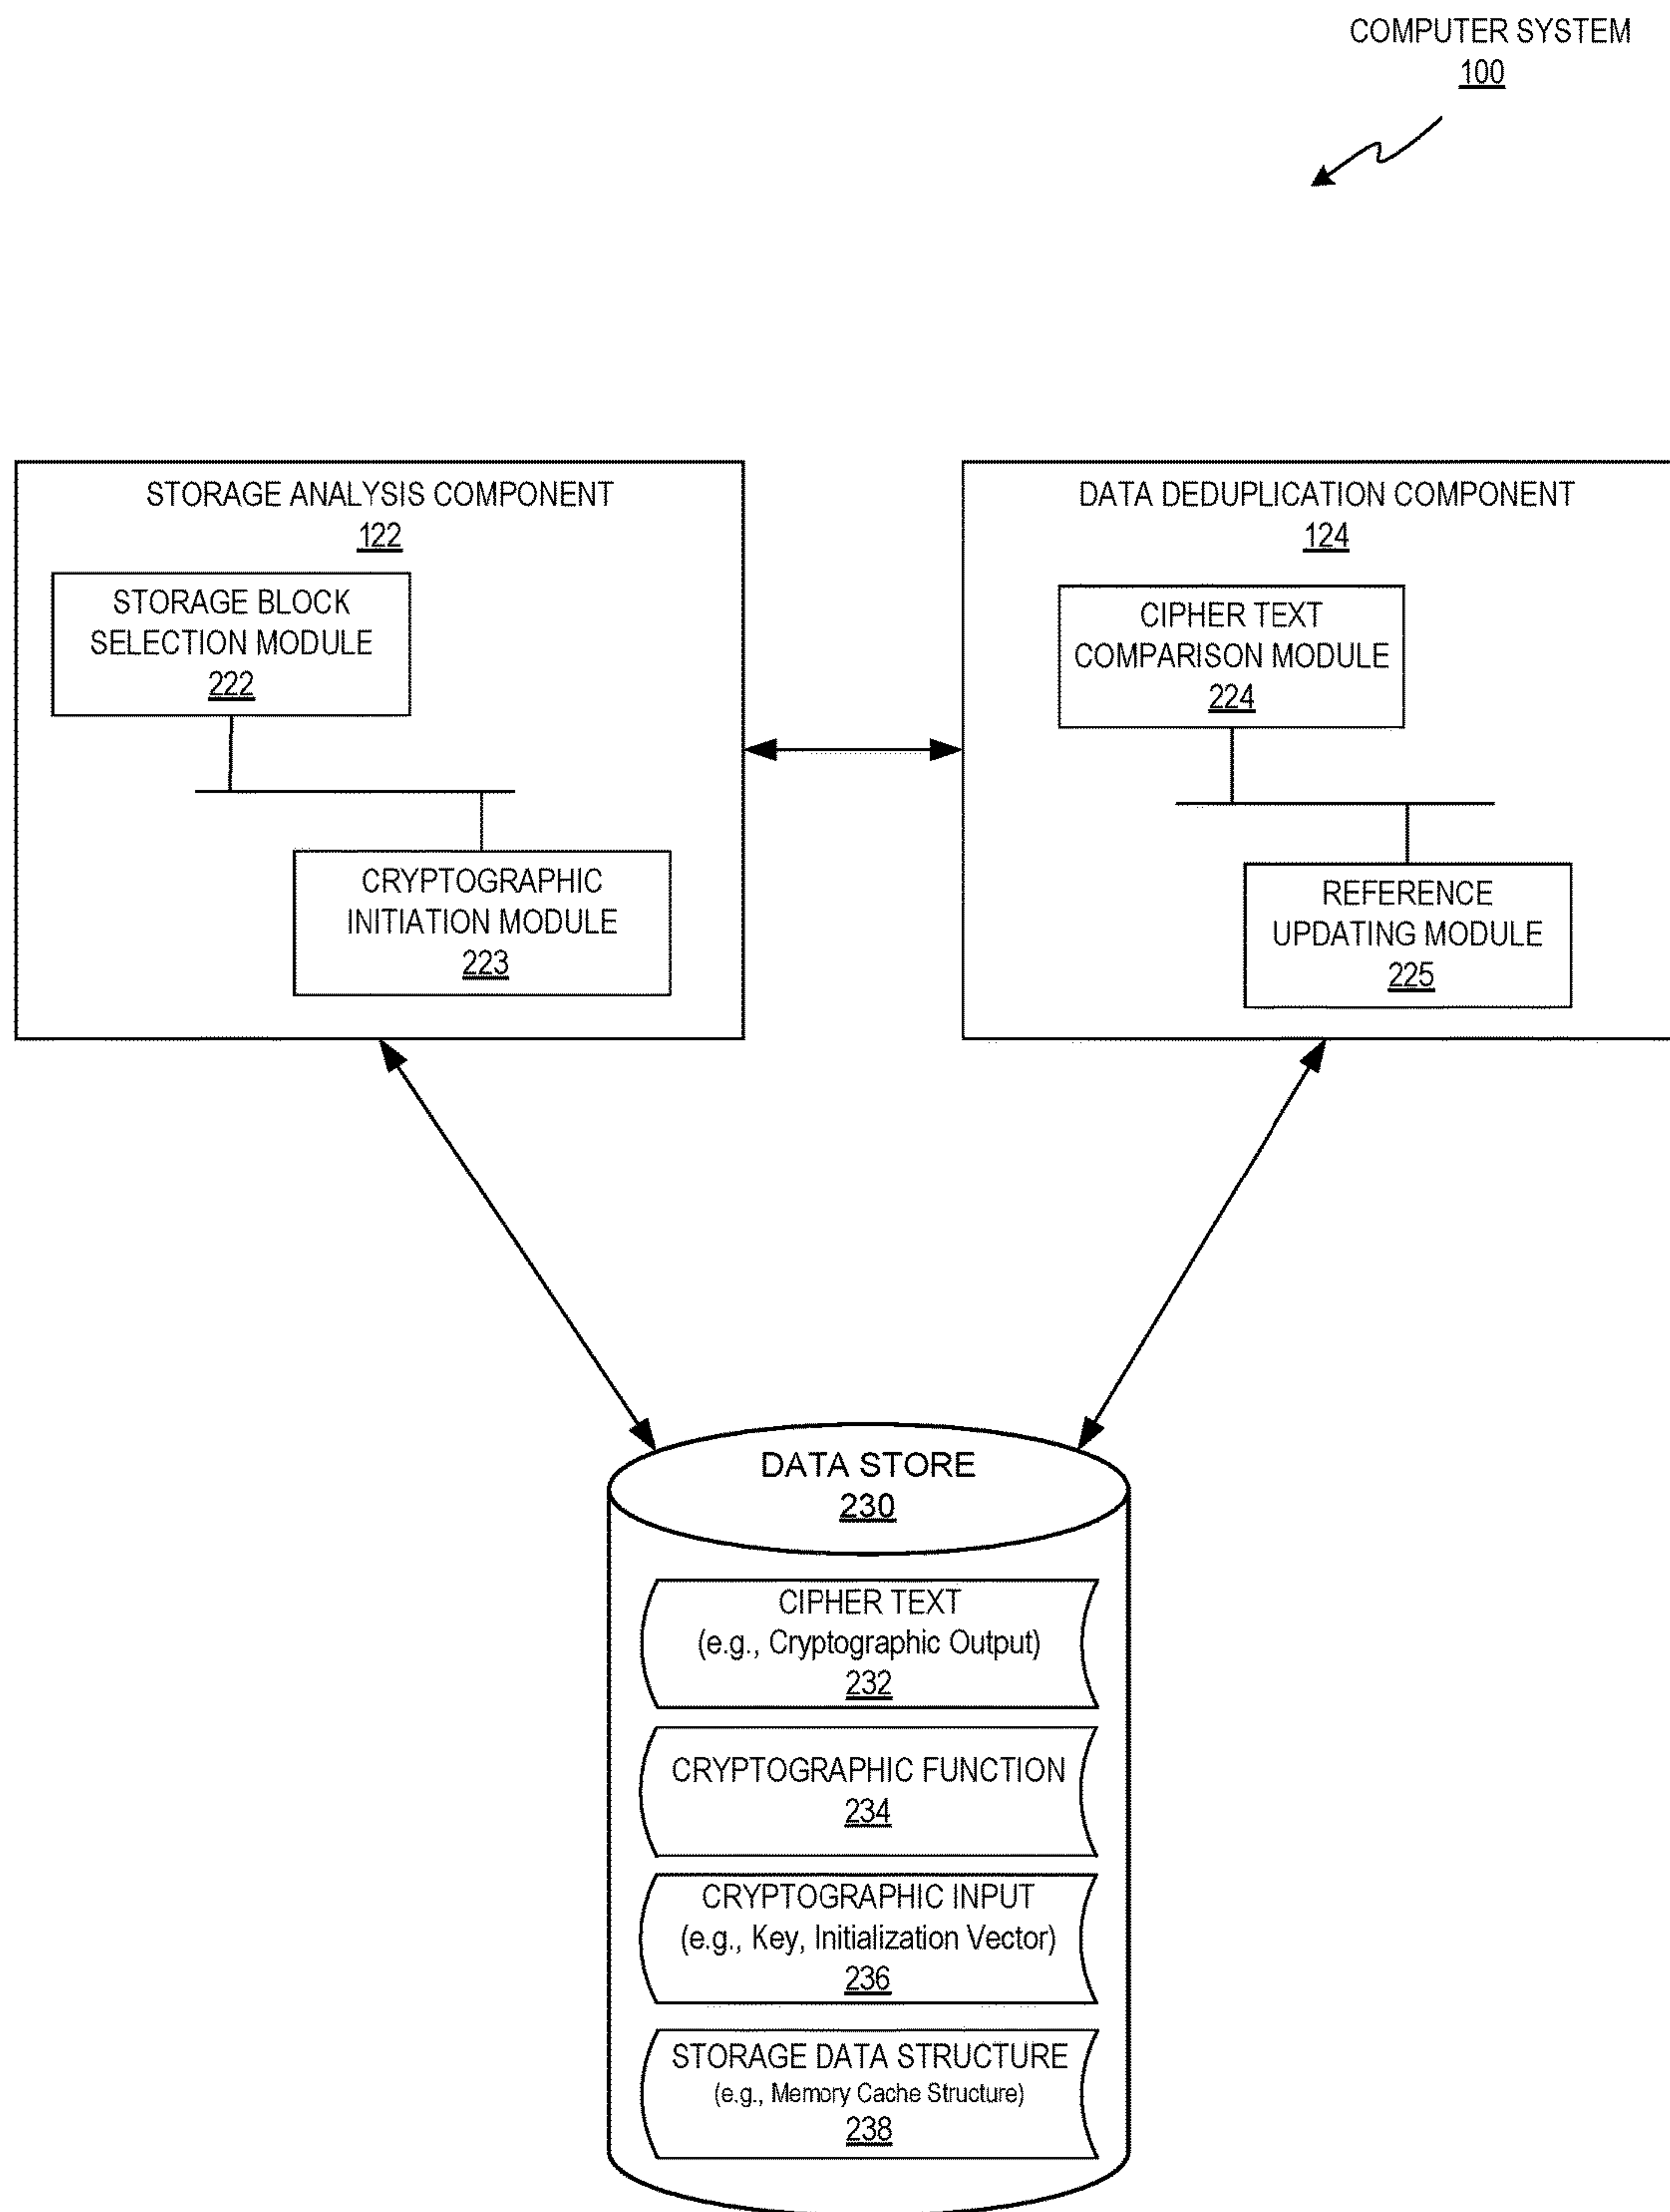 COMPUTER SYSTEM
100
STORAGE ANALYSIS COMPONENT
122
STORAGE BLOCK
SELECTION MODULE
222
CRYPTOGRAPHIC
INITIATION MODULE
223
DATA DEDUPLICATION COMPONENT
124
CIPHER TEXT
COMPARISON MODULE
224
REFERENCE
UPDATING MODULE
225
DATA STORE
230
CIPHER TEXT
(e.g., Cryptographic Output)
232
CRYPTOGRAPHIC FUNCTION
234
CRYPTOGRAPHIC INPUT
(e.g., Key, Initialization Vector)
236
STORAGE DATA STRUCTURE
(e.g., Memory Cache Structure)
238